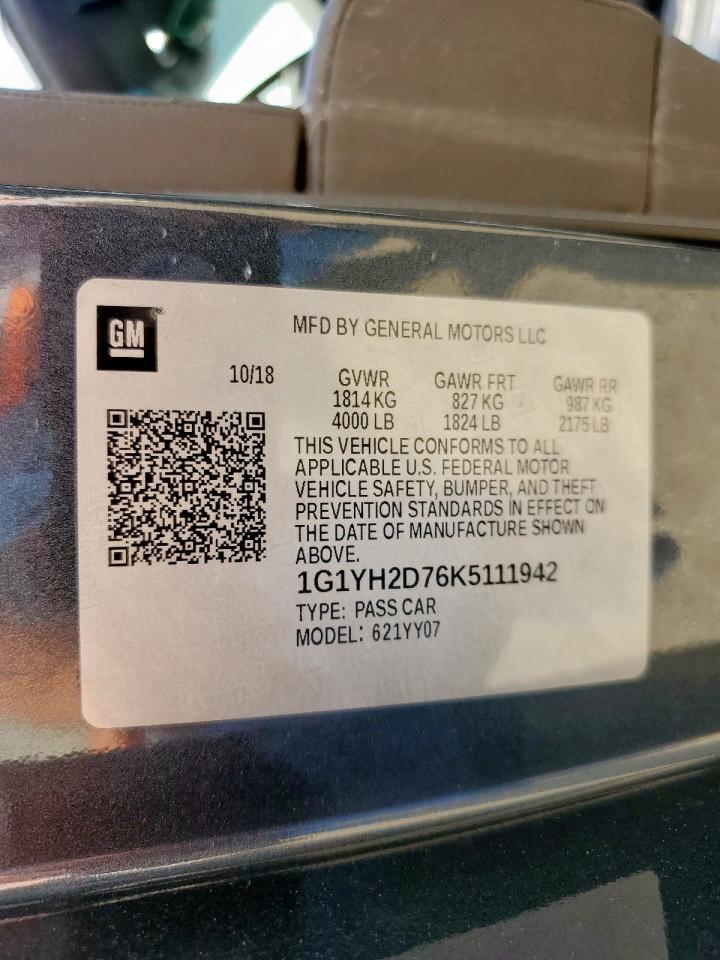 GM
MFD BY GENERAL MOTORS LLC
10/18
GVWR GAWR FRT GAWR RR
1814 KG 827 KG 987 KG
4000 LB 1824 LB 2175 LB
THIS VEHICLE CONFORMS TO ALL
APPLICABLE U.S. FEDERAL MOTOR
VEHICLE SAFETY, BUMPER, AND THEFT
PREVENTION STANDARDS IN EFFECT ON
THE DATE OF MANUFACTURE SHOWN
ABOVE.
1G1YH2D76K5111942
TYPE: PASS CAR
MODEL: 621YY07